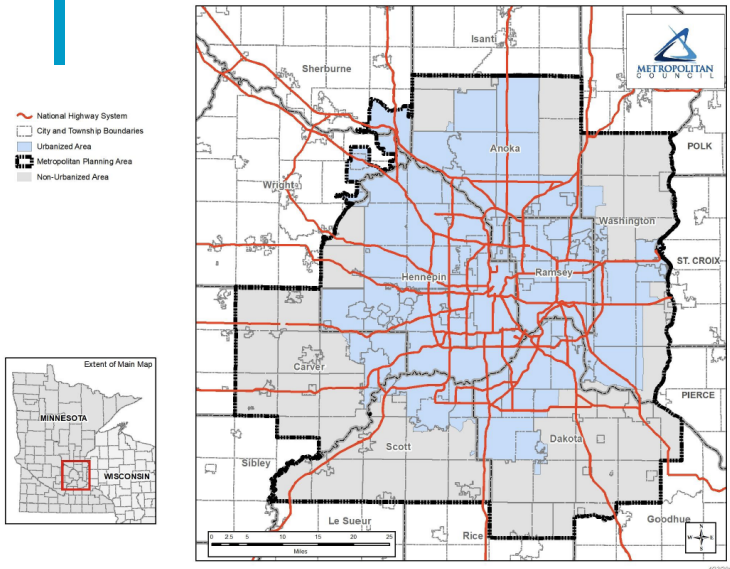 National Highway System
City and Township Boundaries
Urbanized Area
Metropolitan Planning Area
Non-Urbanized Area
Extent of Main Map
MINNESOTA
WISCONSIN
METROPOLITAN
COUNCIL
Isanti
Sherburne
Anoka
POLK
Wright
Washington
ST. CROIX
Hennepin
Ramsey
Carver
PIERCE
Scott
Dakota
Sibley
Le Sueur
Rice
Goodhue
0 2.5 5 10 15 20 25
Miles
N
W E
S